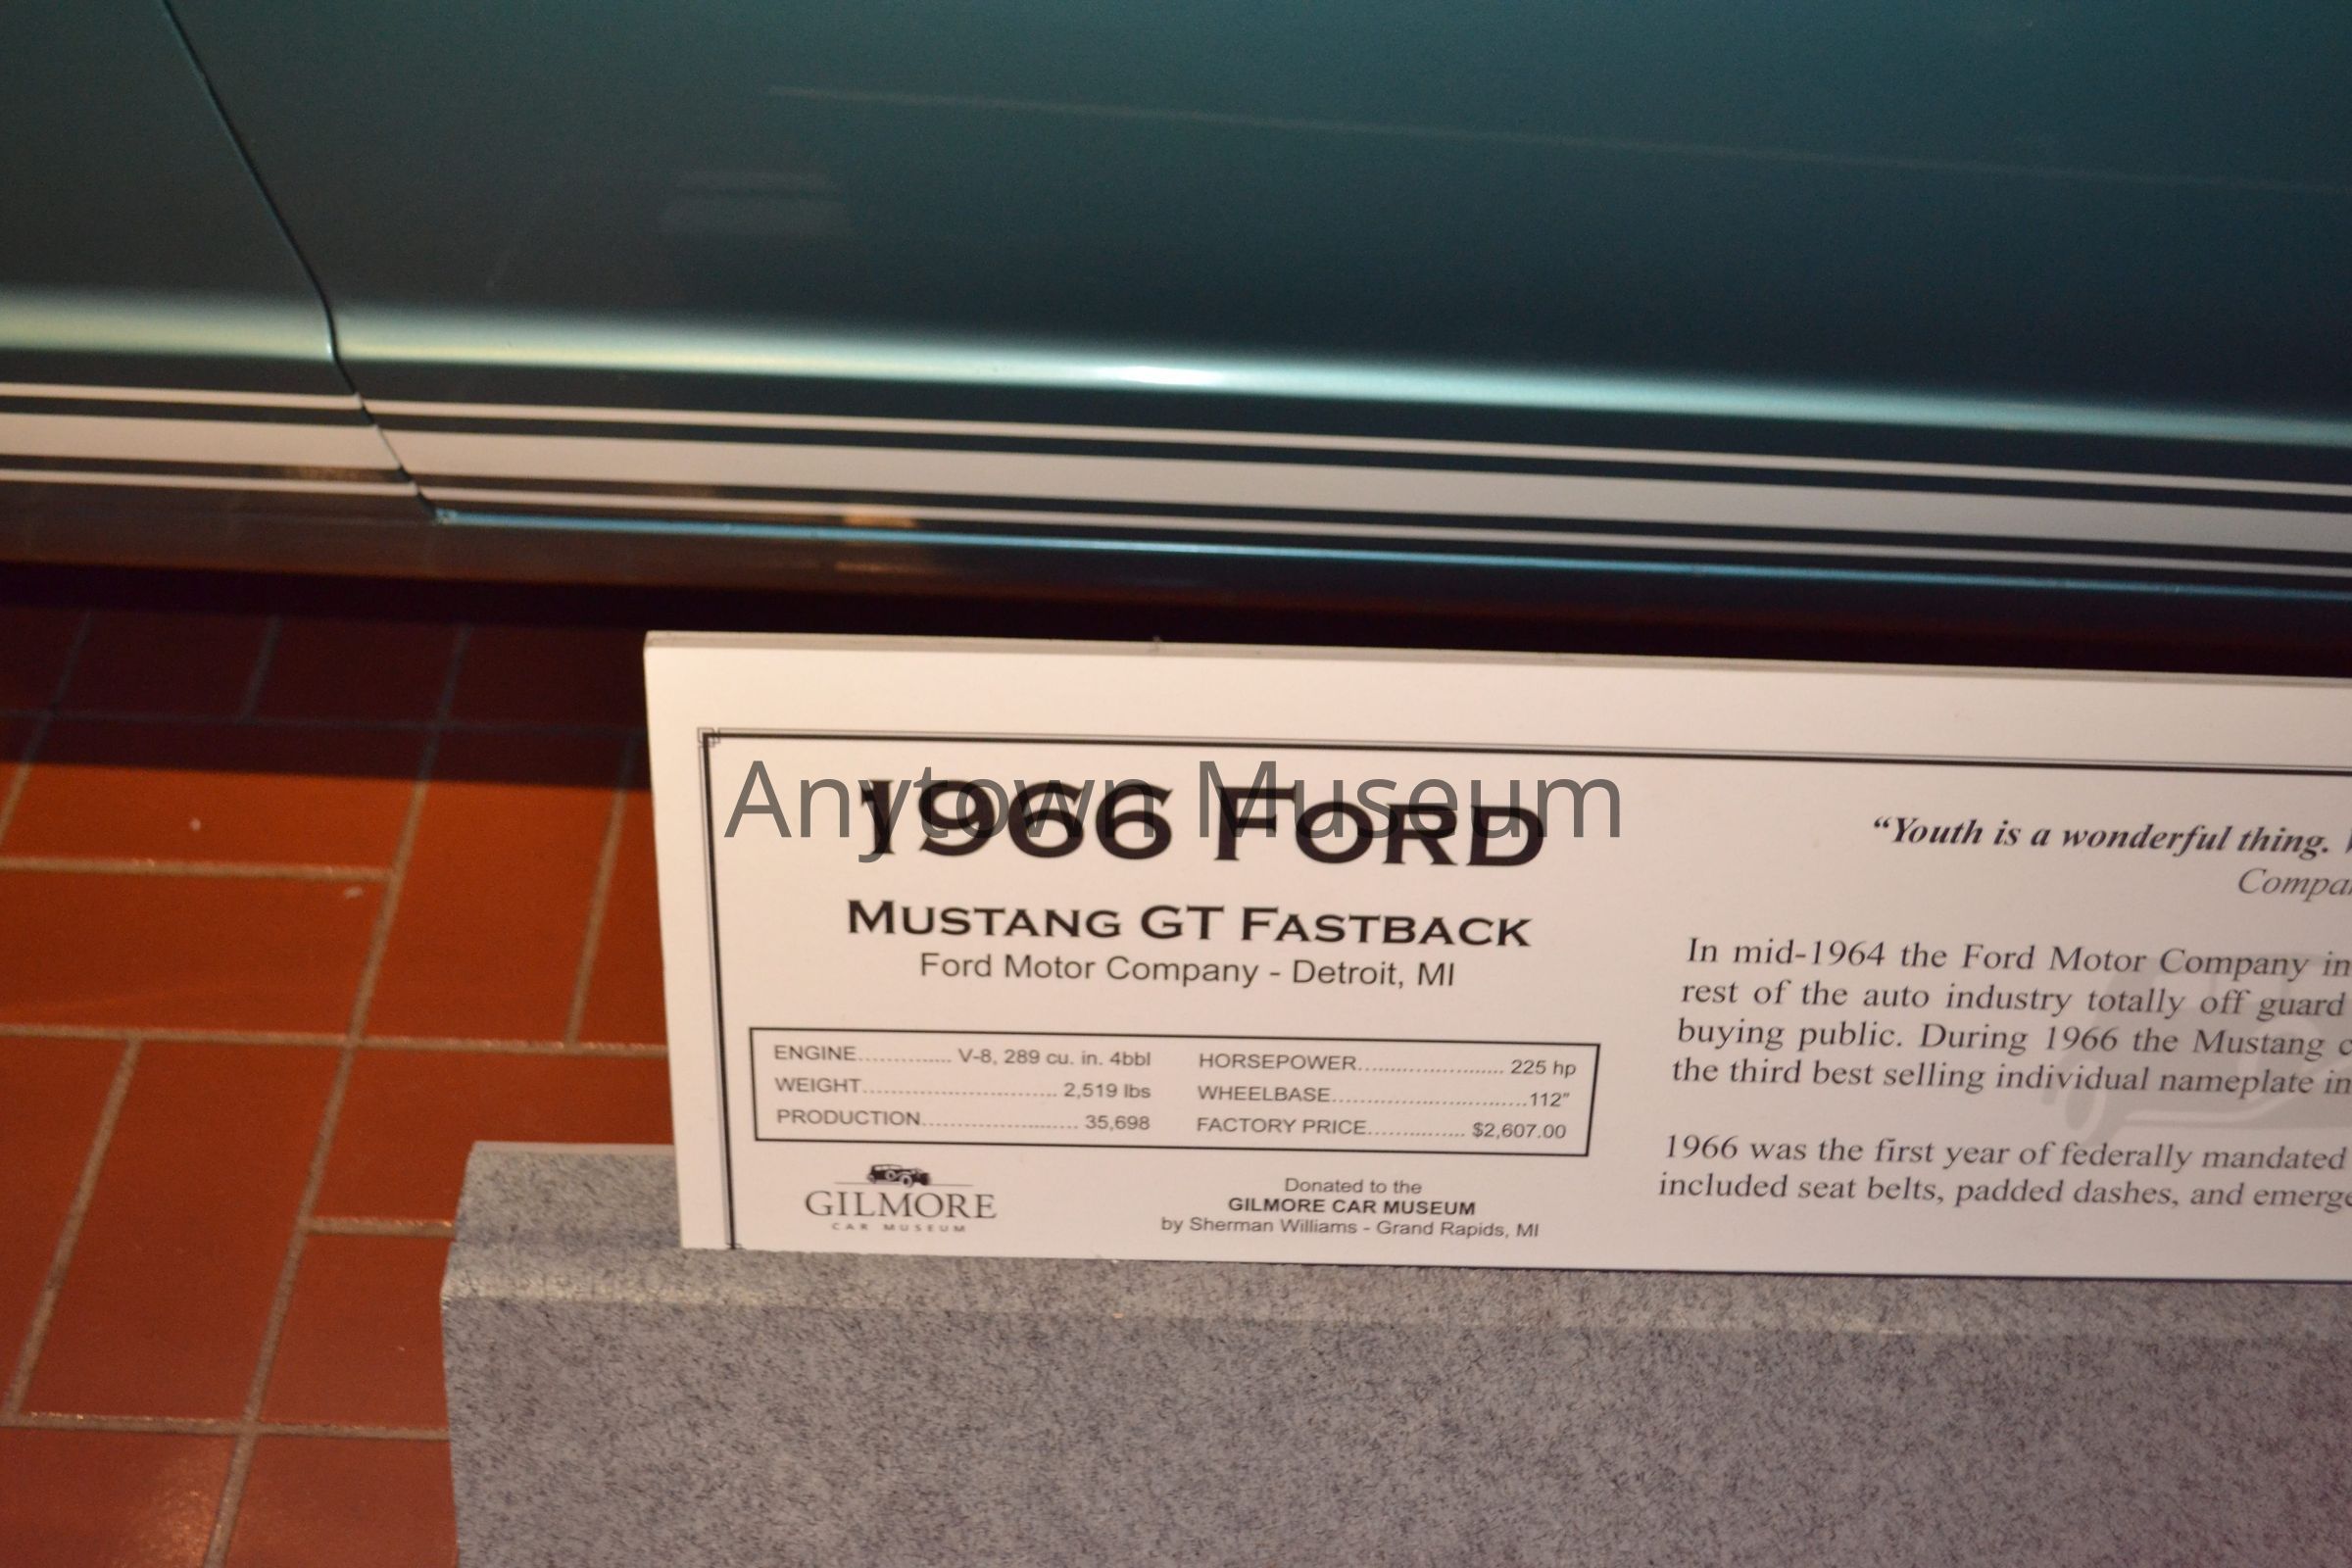 Anytown Museum
1966 FORD
MUSTANG GT FASTBACK
Ford Motor Company - Detroit, MI
ENGINE............. V-8, 289 cu. in. 4bbl
WEIGHT............................ 2,519 lbs
PRODUCTION....................... 35,698
HORSEPOWER....................... 225 hp
WHEELBASE..............................112"
FACTORY PRICE............... $2,607.00
GILMORE
CAR MUSEUM
Donated to the
GILMORE CAR MUSEUM
by Sherman Williams - Grand Rapids, MI
“Youth is a wonderful thing.
In mid-1964 the Ford Motor Company
rest of the auto industry totally off guard
buying public. During 1966 the Mustang
the third best selling individual nameplate
1966 was the first year of federally mandated
included seat belts, padded dashes, and